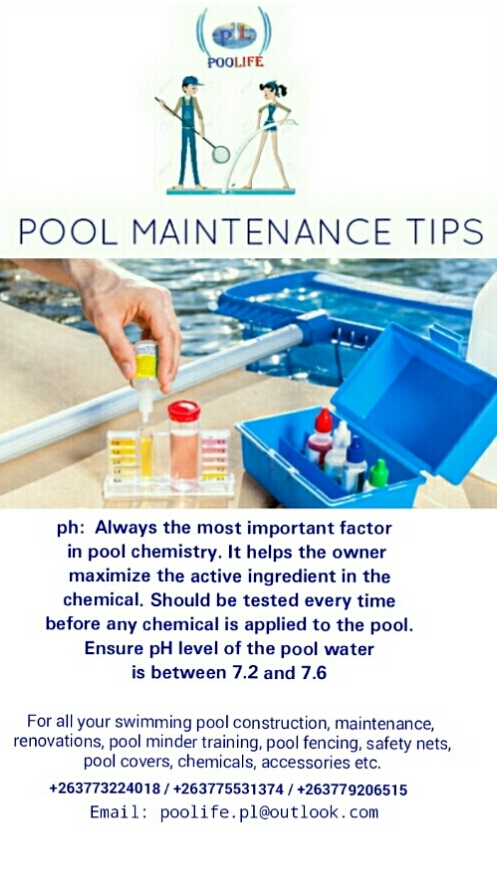 PL
POOLIFE
POOL MAINTENANCE TIPS
ph: Always the most important factor
in pool chemistry. It helps the owner
maximize the active ingredient in the
chemical. Should be tested every time
before any chemical is applied to the pool.
Ensure pH level of the pool water
is between 7.2 and 7.6
For all your swimming pool construction, maintenance,
renovations, pool minder training, pool fencing, safety nets,
pool covers, chemicals, accessories etc.
+263773224018 / +263775531374 / +263779206515
Email: poolife.pl@outlook.com